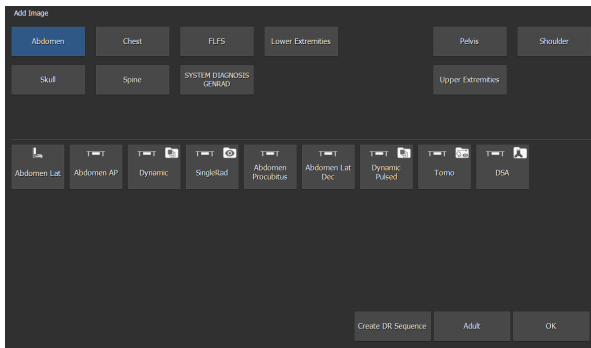 Add Image
Abdomen
Chest
FLFS
Lower Extremities
Pelvis
Shoulder
Skull
Spine
SYSTEM DIAGNOSIS
GENRAD
Upper Extremities
Abdomen Lat
Abdomen AP
Dynamic
SingleRad
Abdomen
Procubitus
Abdomen Lat
Dec
Dynamic
Pulsed
Tomo
DSA
Create DR Sequence
Adult
OK